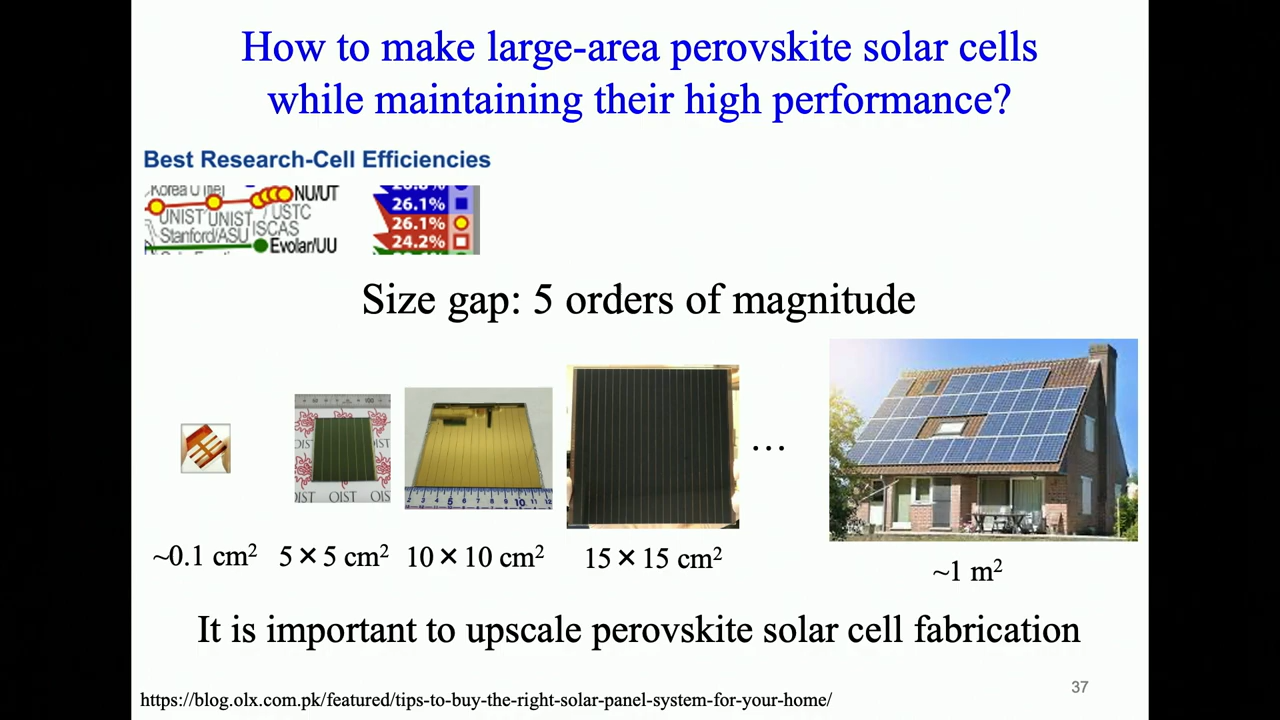 How to make large-area perovskite solar cells
while maintaining their high performance?
Best Research-Cell Efficiencies
NU/UT
UNIST UNIST USTC
Stanford/ASU ISCAS
Evolar/UU
26.1%
26.1%
24.2%
Size gap: 5 orders of magnitude
OIST OIST OIST
...
~0.1 cm²
5 × 5 cm²
10 × 10 cm²
15 × 15 cm²
~1 m²
It is important to upscale perovskite solar cell fabrication
37
https://blog.olx.com.pk/featured/tips-to-buy-the-right-solar-panel-system-for-your-home/